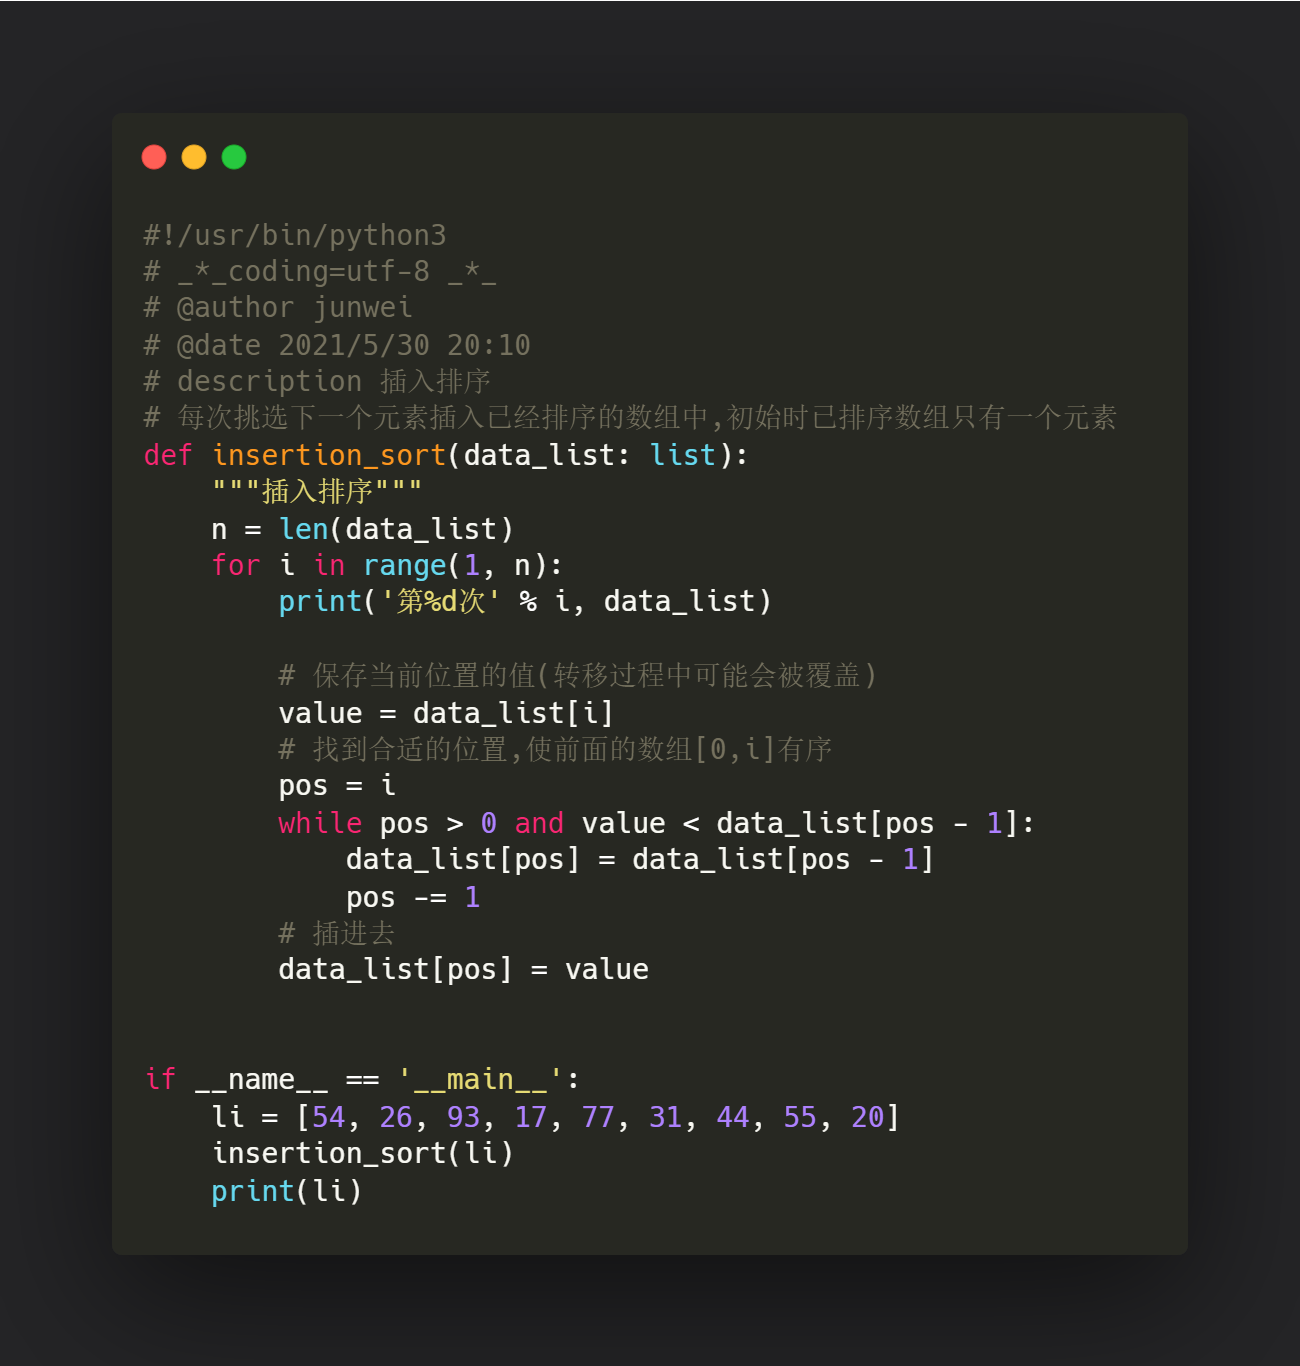 #!/usr/bin/python3
# _*_coding=utf-8 _*_
# @author junwei
# @date 2021/5/30 20:10
# description 插入排序
# 每次挑选下一个元素插入已经排序的数组中,初始时已排序数组只有一个元素
def insertion_sort(data_list: list):
    """插入排序"""
    n = len(data_list)
    for i in range(1, n):
        print('第%d次' % i, data_list)

        # 保存当前位置的值(转移过程中可能会被覆盖)
        value = data_list[i]
        # 找到合适的位置,使前面的数组[0,i]有序
        pos = i
        while pos > 0 and value < data_list[pos - 1]:
            data_list[pos] = data_list[pos - 1]
            pos -= 1
        # 插进去
        data_list[pos] = value


if __name__ == '__main__':
    li = [54, 26, 93, 17, 77, 31, 44, 55, 20]
    insertion_sort(li)
    print(li)